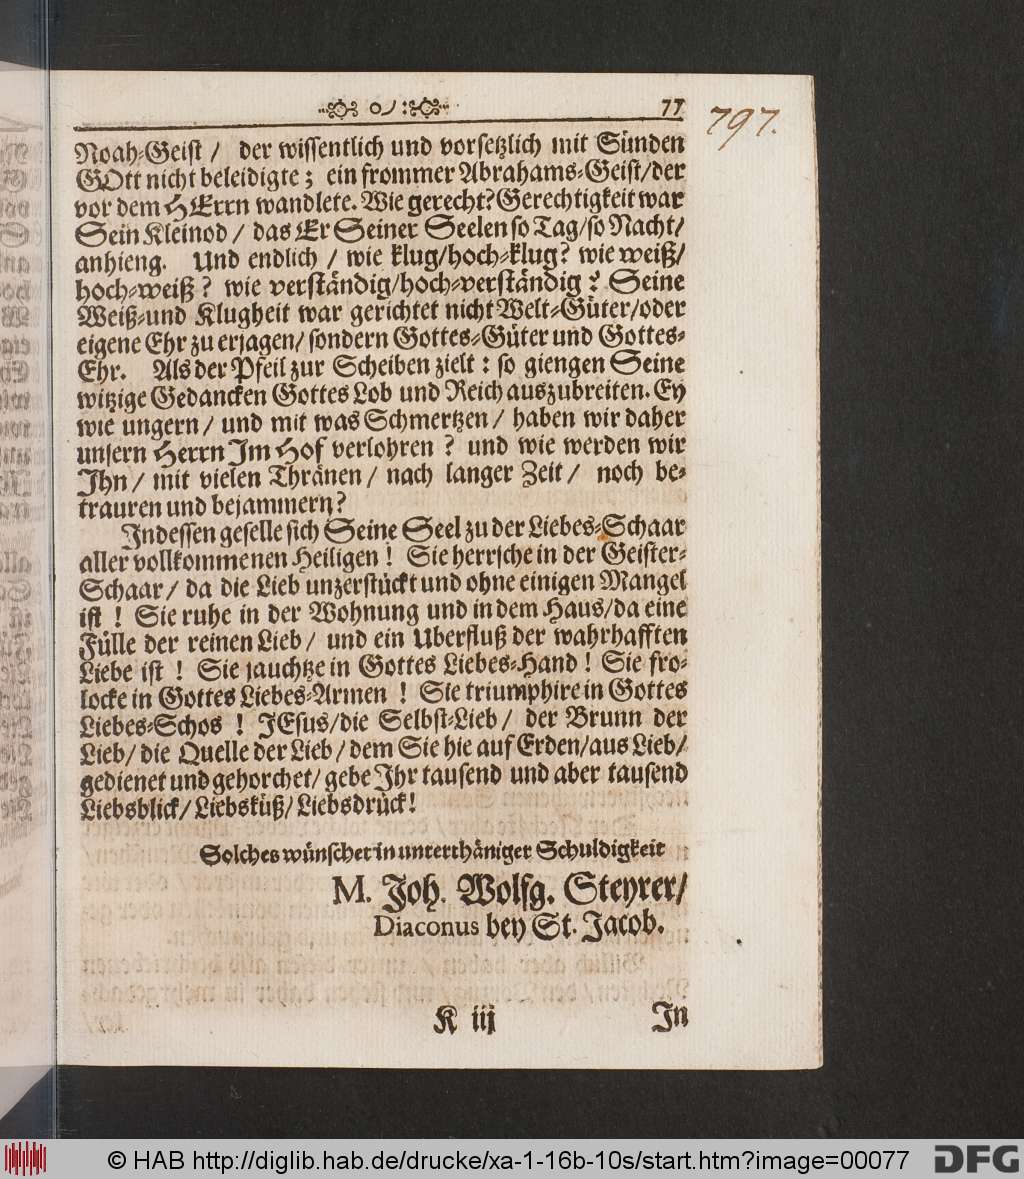 77
797.
Noah-Geist / der wissentlich und vorsetzlich mit Sünden
GOtt nicht beleidigte; ein frommer Abrahams-Geist/der
vor dem HErrn wandlete. Wie gerecht? Gerechtigkeit war
Sein Kleinod / das Er Seiner Seelen so Tag/so Nacht/
anhieng. Und endlich / wie klug/hoch-klug? wie weiß/
hoch-weiß? wie verständig/hoch-verständig? Seine
Weiß-und Klugheit war gerichtet nicht Welt-Güter/oder
eigene Ehr zu erjagen/ sondern Gottes-Güter und Gottes-
Ehr. Als der Pfeil zur Scheiben zielt: so giengen Seine
witzige Gedancken Gottes Lob und Reich auszubreiten. Ey
wie ungern / und mit was Schmertzen / haben wir daher
unsern Herrn Im Hof verlohren? und wie werden wir
Ihn / mit vielen Thränen / nach langer Zeit / noch be-
trauren und bejammern?
Indessen geselle sich Seine Seel zu der Liebes-Schaar
aller vollkommenen Heiligen! Sie herrsche in der Geister-
Schaar / da die Lieb unzerstückt und ohne einigen Mangel
ist! Sie ruhe in der Wohnung und in dem Haus/da eine
Fülle der reinen Lieb / und ein Uberfluß der wahrhafften
Liebe ist! Sie jauchtze in Gottes Liebes-Hand! Sie fro-
locke in Gottes Liebes-Armen! Sie triumphire in Gottes
Liebes-Schos! JEsus/die Selbst-Lieb / der Brunn der
Lieb/ die Quelle der Lieb / dem Sie hie auf Erden/aus Lieb/
gedienet und gehorchet/ gebe Ihr tausend und aber tausend
Liebsblick/ Liebsküß/ Liebsdrück!
Solches wünschet in unterthäniger Schuldigkeit
M. Joh. Wolfg. Steyrer/
Diaconus bey St. Jacob.
K iij In
© HAB http://diglib.hab.de/drucke/xa-1-16b-10s/start.htm?image=00077 DFG